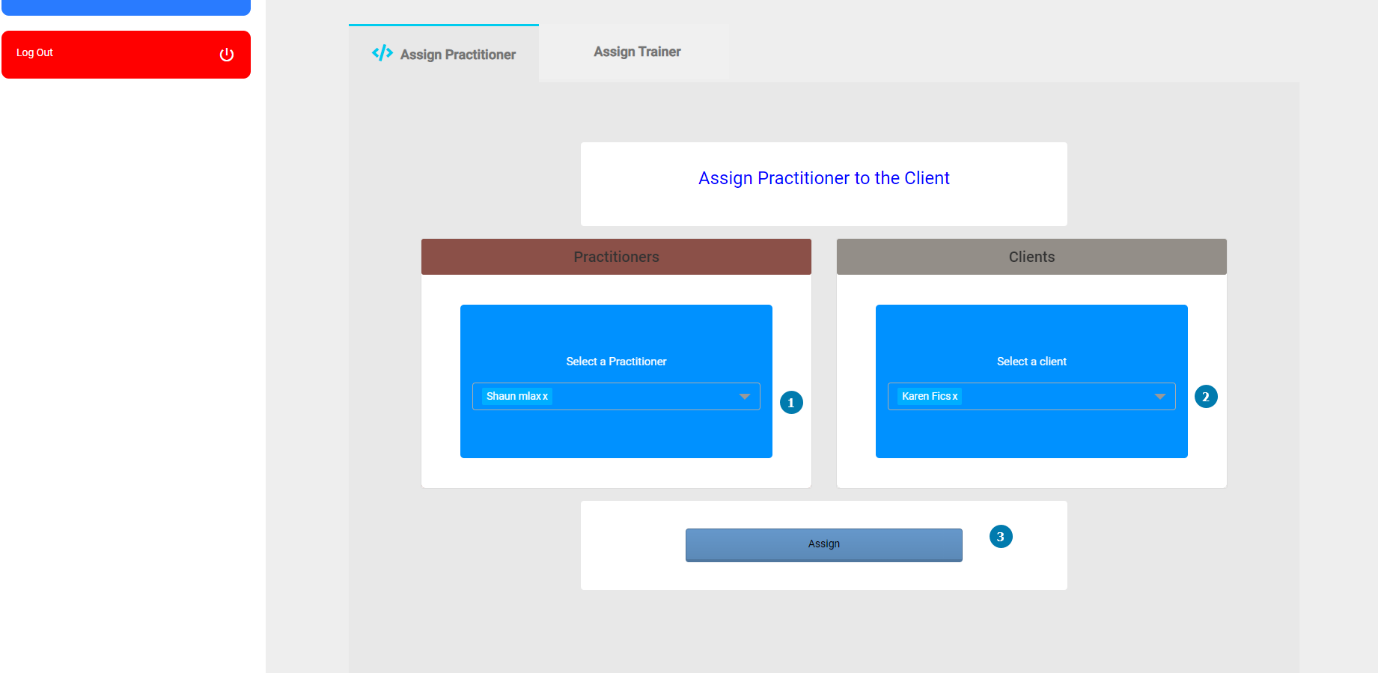 Log Out
</> Assign Practitioner
Assign Trainer
Assign Practitioner to the Client
Practitioners
Clients
Select a Practitioner
Shaun mlax x
1
Select a client
Karen Fics x
2
Assign
3